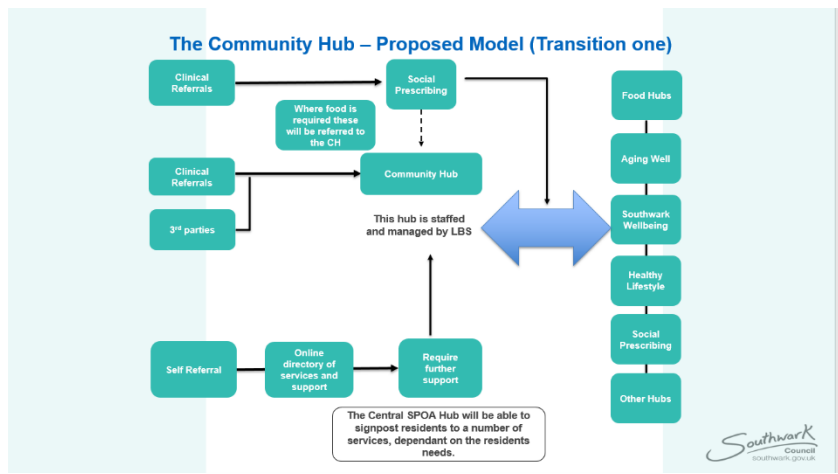 The Community Hub – Proposed Model (Transition one)
Clinical
Referrals
Social
Prescribing
Where food is
required these
will be referred to
the CH
Clinical
Referrals
Community Hub
3rd parties
This hub is staffed
and managed by LBS
Self Referral
Online
directory of
services and
support
Require
further
support
The Central SPOA Hub will be able to
signpost residents to a number of
services, dependant on the residents
needs.
Food Hubs
Aging Well
Southwark
Wellbeing
Healthy
Lifestyle
Social
Prescribing
Other Hubs
Southwark
Council
southwark.gov.uk